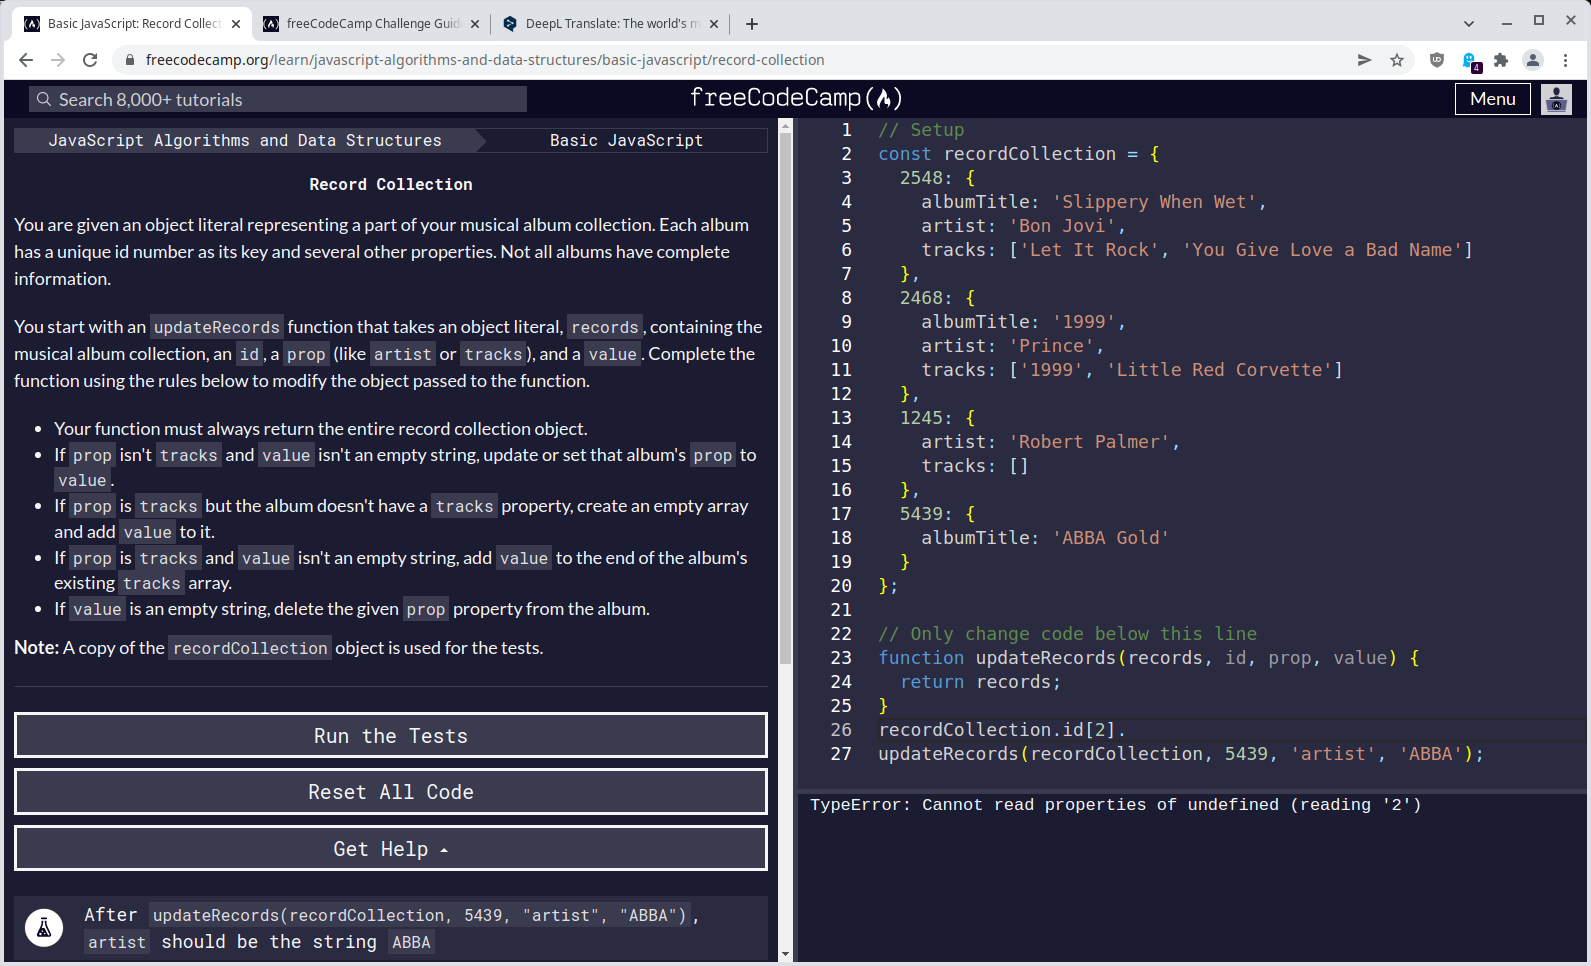 Basic JavaScript: Record Collect
freeCodeCamp Challenge Guid
DeepL Translate: The world's m
freecodecamp.org/learn/javascript-algorithms-and-data-structures/basic-javascript/record-collection
4
Search 8,000+ tutorials
freeCodeCamp
Menu
JavaScript Algorithms and Data Structures
Basic JavaScript
Record Collection
You are given an object literal representing a part of your musical album collection. Each album
has a unique id number as its key and several other properties. Not all albums have complete
information.
You start with an updateRecords function that takes an object literal, records, containing the
musical album collection, an id, a prop (like artist or tracks), and a value. Complete the
function using the rules below to modify the object passed to the function.
• Your function must always return the entire record collection object.
• If prop isn't tracks and value isn't an empty string, update or set that album's prop to
value.
• If prop is tracks but the album doesn't have a tracks property, create an empty array
and add value to it.
• If prop is tracks and value isn't an empty string, add value to the end of the album's
existing tracks array.
• If value is an empty string, delete the given prop property from the album.
Note: A copy of the recordCollection object is used for the tests.
Run the Tests
Reset All Code
Get Help
After updateRecords(recordCollection, 5439, "artist", "ABBA"),
artist should be the string ABBA
1 // Setup
2 const recordCollection = {
3 2548: {
4 albumTitle: 'Slippery When Wet',
5 artist: 'Bon Jovi',
6 tracks: ['Let It Rock', 'You Give Love a Bad Name']
7 },
8 2468: {
9 albumTitle: '1999',
10 artist: 'Prince',
11 tracks: ['1999', 'Little Red Corvette']
12 },
13 1245: {
14 artist: 'Robert Palmer',
15 tracks: []
16 },
17 5439: {
18 albumTitle: 'ABBA Gold'
19 }
20 };
21
22 // Only change code below this line
23 function updateRecords(records, id, prop, value) {
24 return records;
25 }
26 recordCollection.id[2].
27 updateRecords(recordCollection, 5439, 'artist', 'ABBA');
TypeError: Cannot read properties of undefined (reading '2')